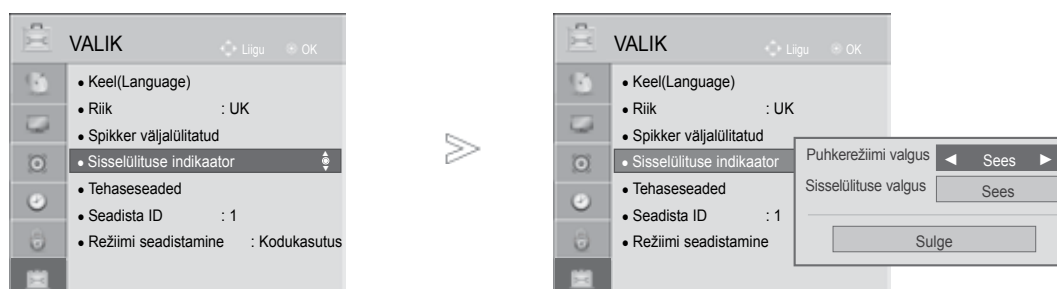 VALIK
Liigu OK
• Keel(Language)
• Riik : UK
• Spikker väljalülitatud
• Sisselülituse indikaator
• Tehaseseaded
• Seadista ID : 1
• Režiimi seadistamine : Kodukasutus
VALIK
Liigu OK
• Keel(Language)
• Riik : UK
• Spikker väljalülitatud
• Sisselülituse indikaator
• Tehaseseaded
• Seadista ID : 1
• Režiimi seadistamine
Puhkerežiimi valgus ◀ Sees ▶
Sisselülituse valgus Sees
Sulge